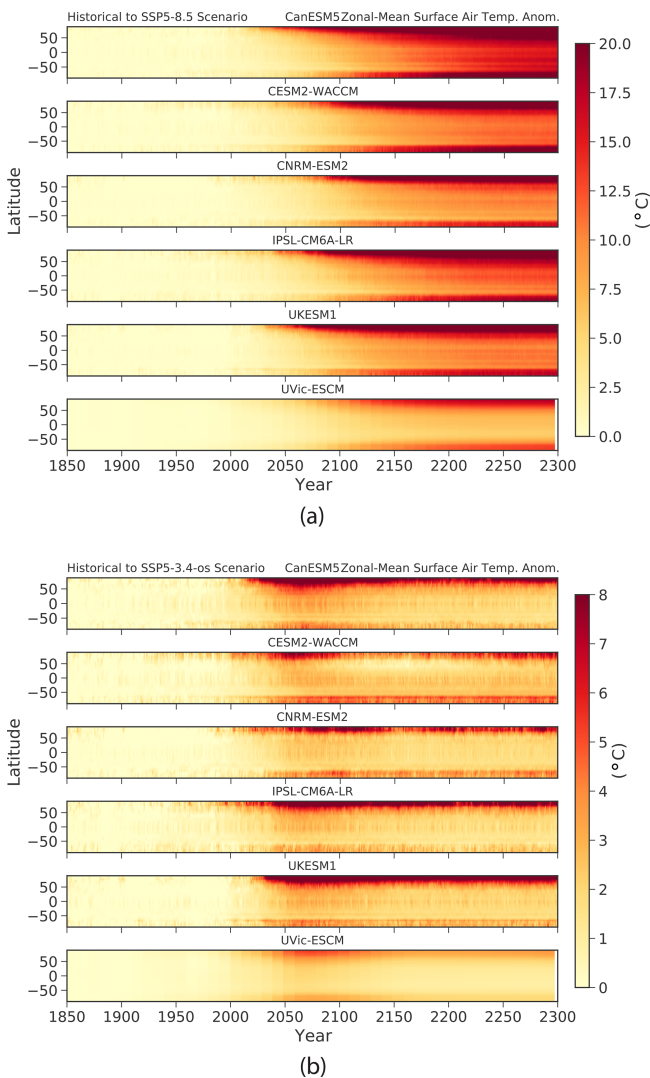 Historical to SSP5-8.5 Scenario CanESM5 Zonal-Mean Surface Air Temp. Anom.
50
0
−50
CESM2-WACCM
50
0
−50
CNRM-ESM2
50
0
−50
IPSL-CM6A-LR
50
0
−50
UKESM1
50
0
−50
UVic-ESCM
50
0
−50
1850 1900 1950 2000 2050 2100 2150 2200 2250 2300
Year
Latitude
20.0
17.5
15.0
12.5
10.0
7.5
5.0
2.5
0.0
(°C)
(a)
Historical to SSP5-3.4-os Scenario CanESM5 Zonal-Mean Surface Air Temp. Anom.
50
0
−50
CESM2-WACCM
50
0
−50
CNRM-ESM2
50
0
−50
IPSL-CM6A-LR
50
0
−50
UKESM1
50
0
−50
UVic-ESCM
50
0
−50
1850 1900 1950 2000 2050 2100 2150 2200 2250 2300
Year
Latitude
8
7
6
5
4
3
2
1
0
(°C)
(b)